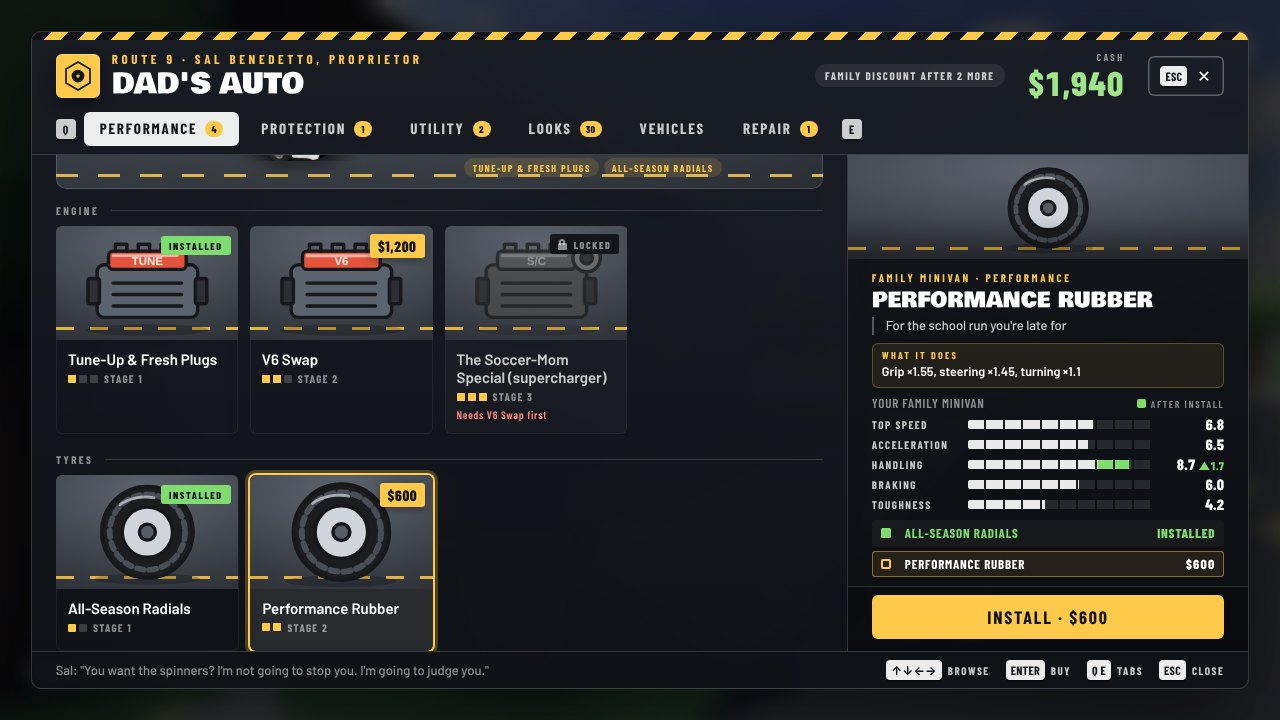 ROUTE 9 · SAL BENEDETTO, PROPRIETOR
DAD'S AUTO
FAMILY DISCOUNT AFTER 2 MORE
CASH
$1,940
ESC ✕
Q PERFORMANCE 4 PROTECTION 1 UTILITY 2 LOOKS 30 VEHICLES REPAIR 1 E
TUNE-UP & FRESH PLUGS ALL-SEASON RADIALS
ENGINE
TUNE INSTALLED
Tune-Up & Fresh Plugs
STAGE 1
V6 $1,200
V6 Swap
STAGE 2
S/C LOCKED
The Soccer-Mom
Special (supercharger)
STAGE 3
Needs V6 Swap first
TYRES
INSTALLED
All-Season Radials
STAGE 1
$600
Performance Rubber
STAGE 2
FAMILY MINIVAN · PERFORMANCE
PERFORMANCE RUBBER
For the school run you're late for
WHAT IT DOES
Grip ×1.55, steering ×1.45, turning ×1.1
YOUR FAMILY MINIVAN AFTER INSTALL
TOP SPEED 6.8
ACCELERATION 6.5
HANDLING 8.7 ▲1.7
BRAKING 6.0
TOUGHNESS 4.2
ALL-SEASON RADIALS INSTALLED
PERFORMANCE RUBBER $600
INSTALL · $600
Sal: "You want the spinners? I'm not going to stop you. I'm going to judge you."
↑↓←→ BROWSE ENTER BUY Q E TABS ESC CLOSE